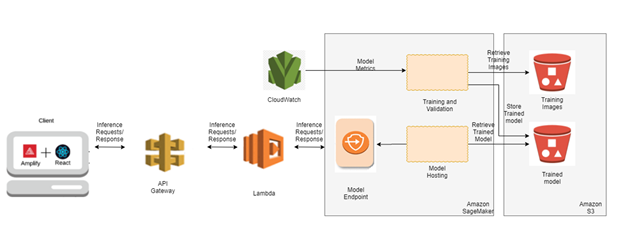 Client
Amplify
+
React
Inference
Requests/
Response
API
Gateway
Inference
Requests/
Response
Lambda
Inference
Requests/
Response
CloudWatch
Model
Metrics
Training and
Validation
Model
Endpoint
Model
Hosting
Amazon
SageMaker
Retrieve
Training
Images
Training
Images
Store
Trained
model
Retrieve
Trained Model
Trained
model
Amazon
S3